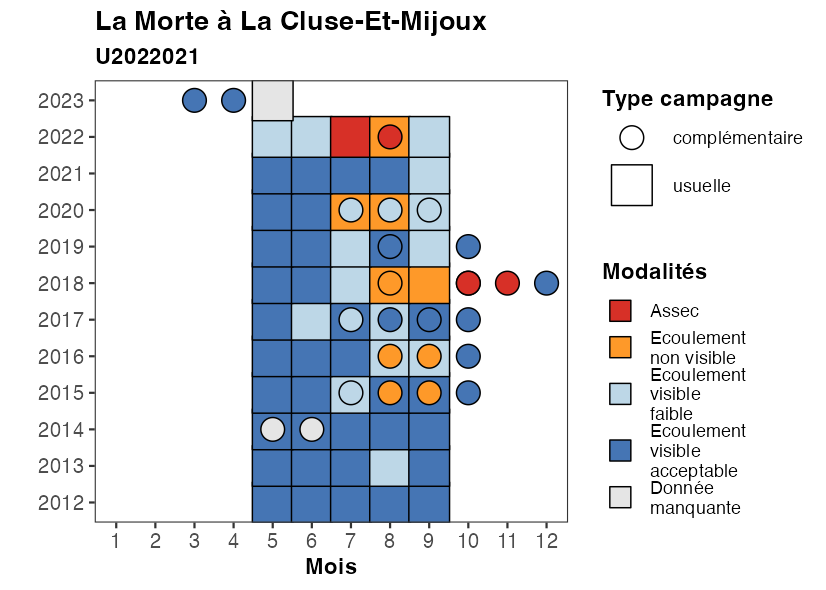 La Morte à La Cluse-Et-Mijoux
U2022021
2023
2022
2021
2020
2019
2018
2017
2016
2015
2014
2013
2012
1 2 3 4 5 6 7 8 9 10 11 12
Mois
Type campagne
complémentaire
usuelle
Modalités
Assec
Ecoulement
non visible
Ecoulement
visible
faible
Ecoulement
visible
acceptable
Donnée
manquante